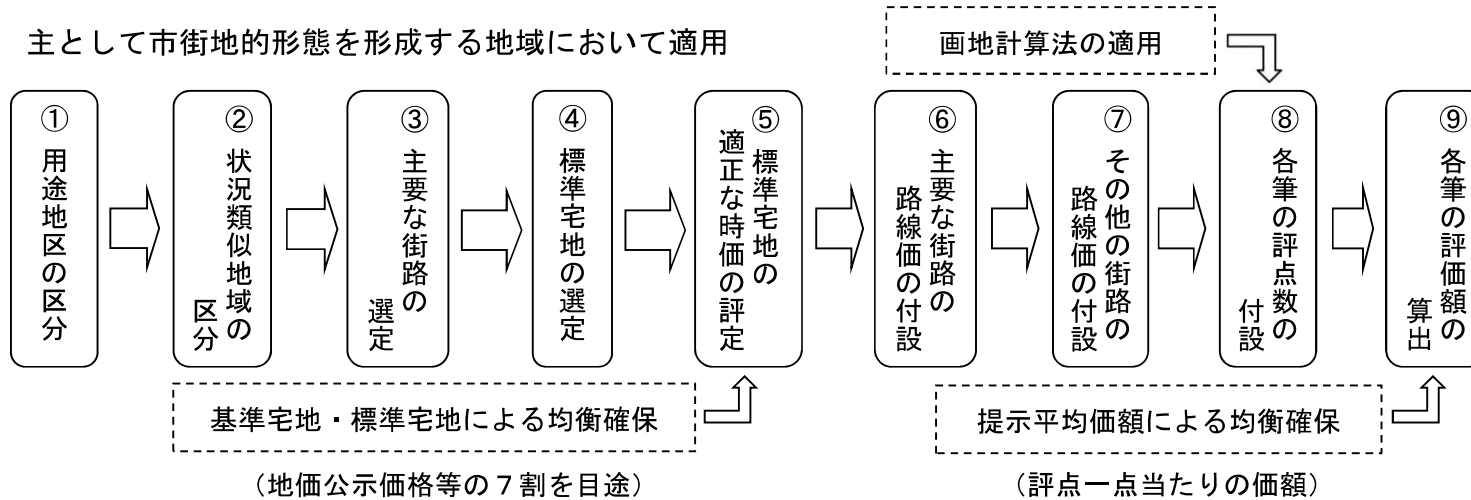 主として市街地的形態を形成する地域において適用
画地計算法の適用
①
用途地区の区分
②
状況類似地域の
区分
③
主要な街路の
選定
④
標準宅地の選定
⑤
標準宅地の
適正な時価の評定
⑥
主要な街路の
路線価の付設
⑦
その他の街路の
路線価の付設
⑧
各筆の評点数の
付設
⑨
各筆の評価額の
算出
基準宅地・標準宅地による均衡確保
提示平均価額による均衡確保
（地価公示価格等の７割を目途）
（評点一点当たりの価額）